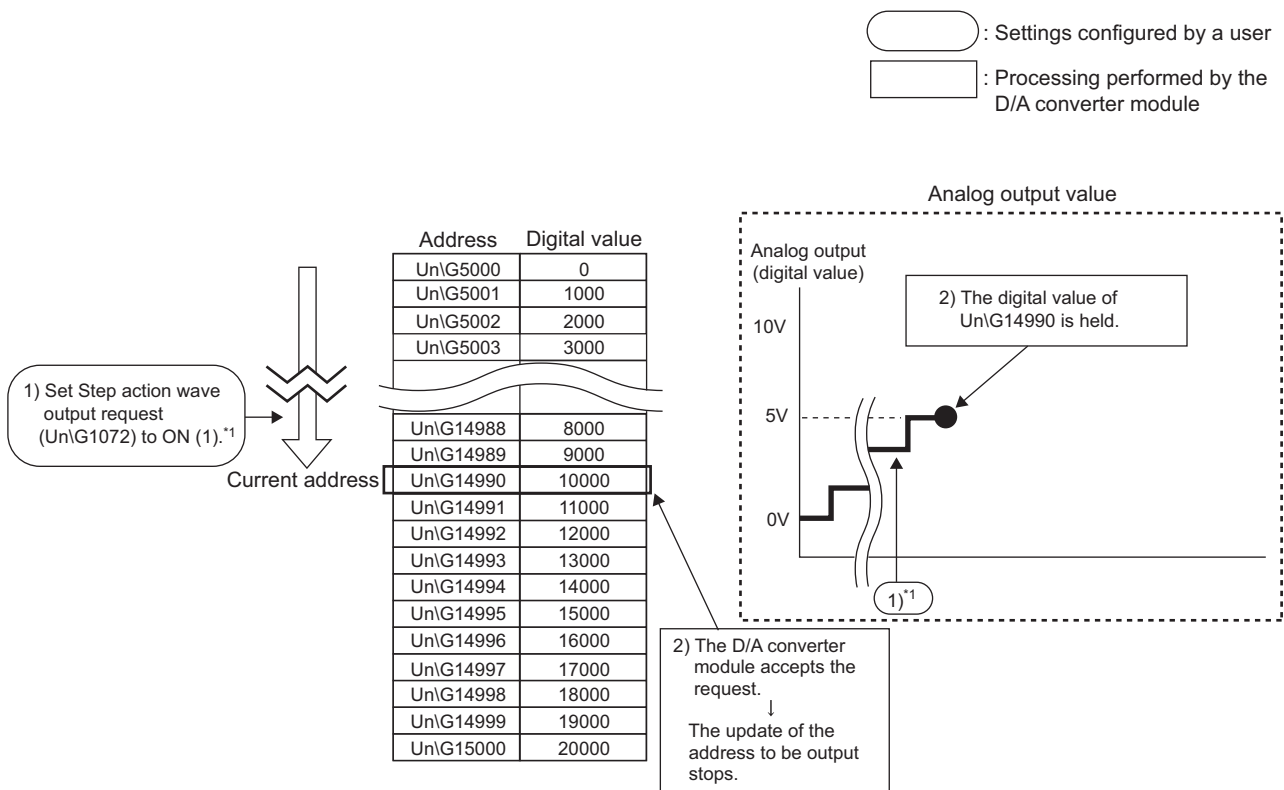 : Settings configured by a user
: Processing performed by the
D/A converter module
Analog output value
Address Digital value
Un\G5000 0
Un\G5001 1000
Un\G5002 2000
Un\G5003 3000
Un\G14988 8000
Un\G14989 9000
Un\G14990 10000
Un\G14991 11000
Un\G14992 12000
Un\G14993 13000
Un\G14994 14000
Un\G14995 15000
Un\G14996 16000
Un\G14997 17000
Un\G14998 18000
Un\G14999 19000
Un\G15000 20000
1) Set Step action wave
output request
(Un\G1072) to ON (1).*1
Current address
Analog output
(digital value)
10V
5V
0V
2) The digital value of
Un\G14990 is held.
1)*1
2) The D/A converter
module accepts the
request.
↓
The update of the
address to be output
stops.